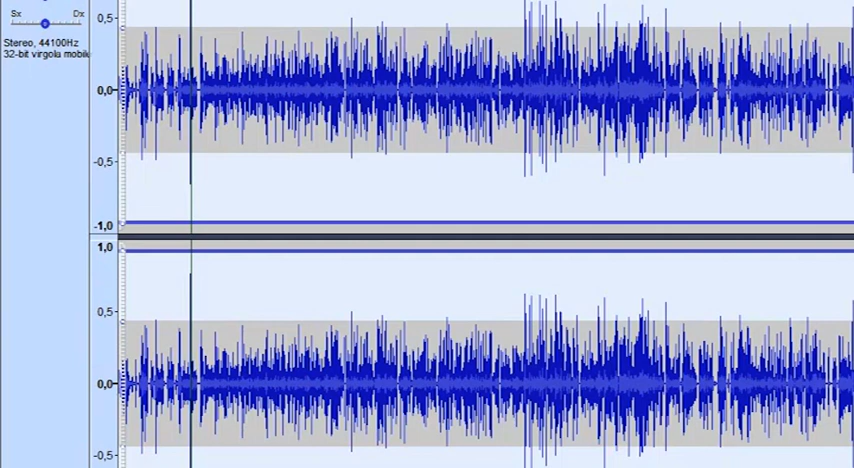 Sx Dx
Stereo, 44100Hz
32-bit virgola mobile
0,5-
0,0-
-0,5-
-1,0
1,0
0,5-
0,0-
-0,5-